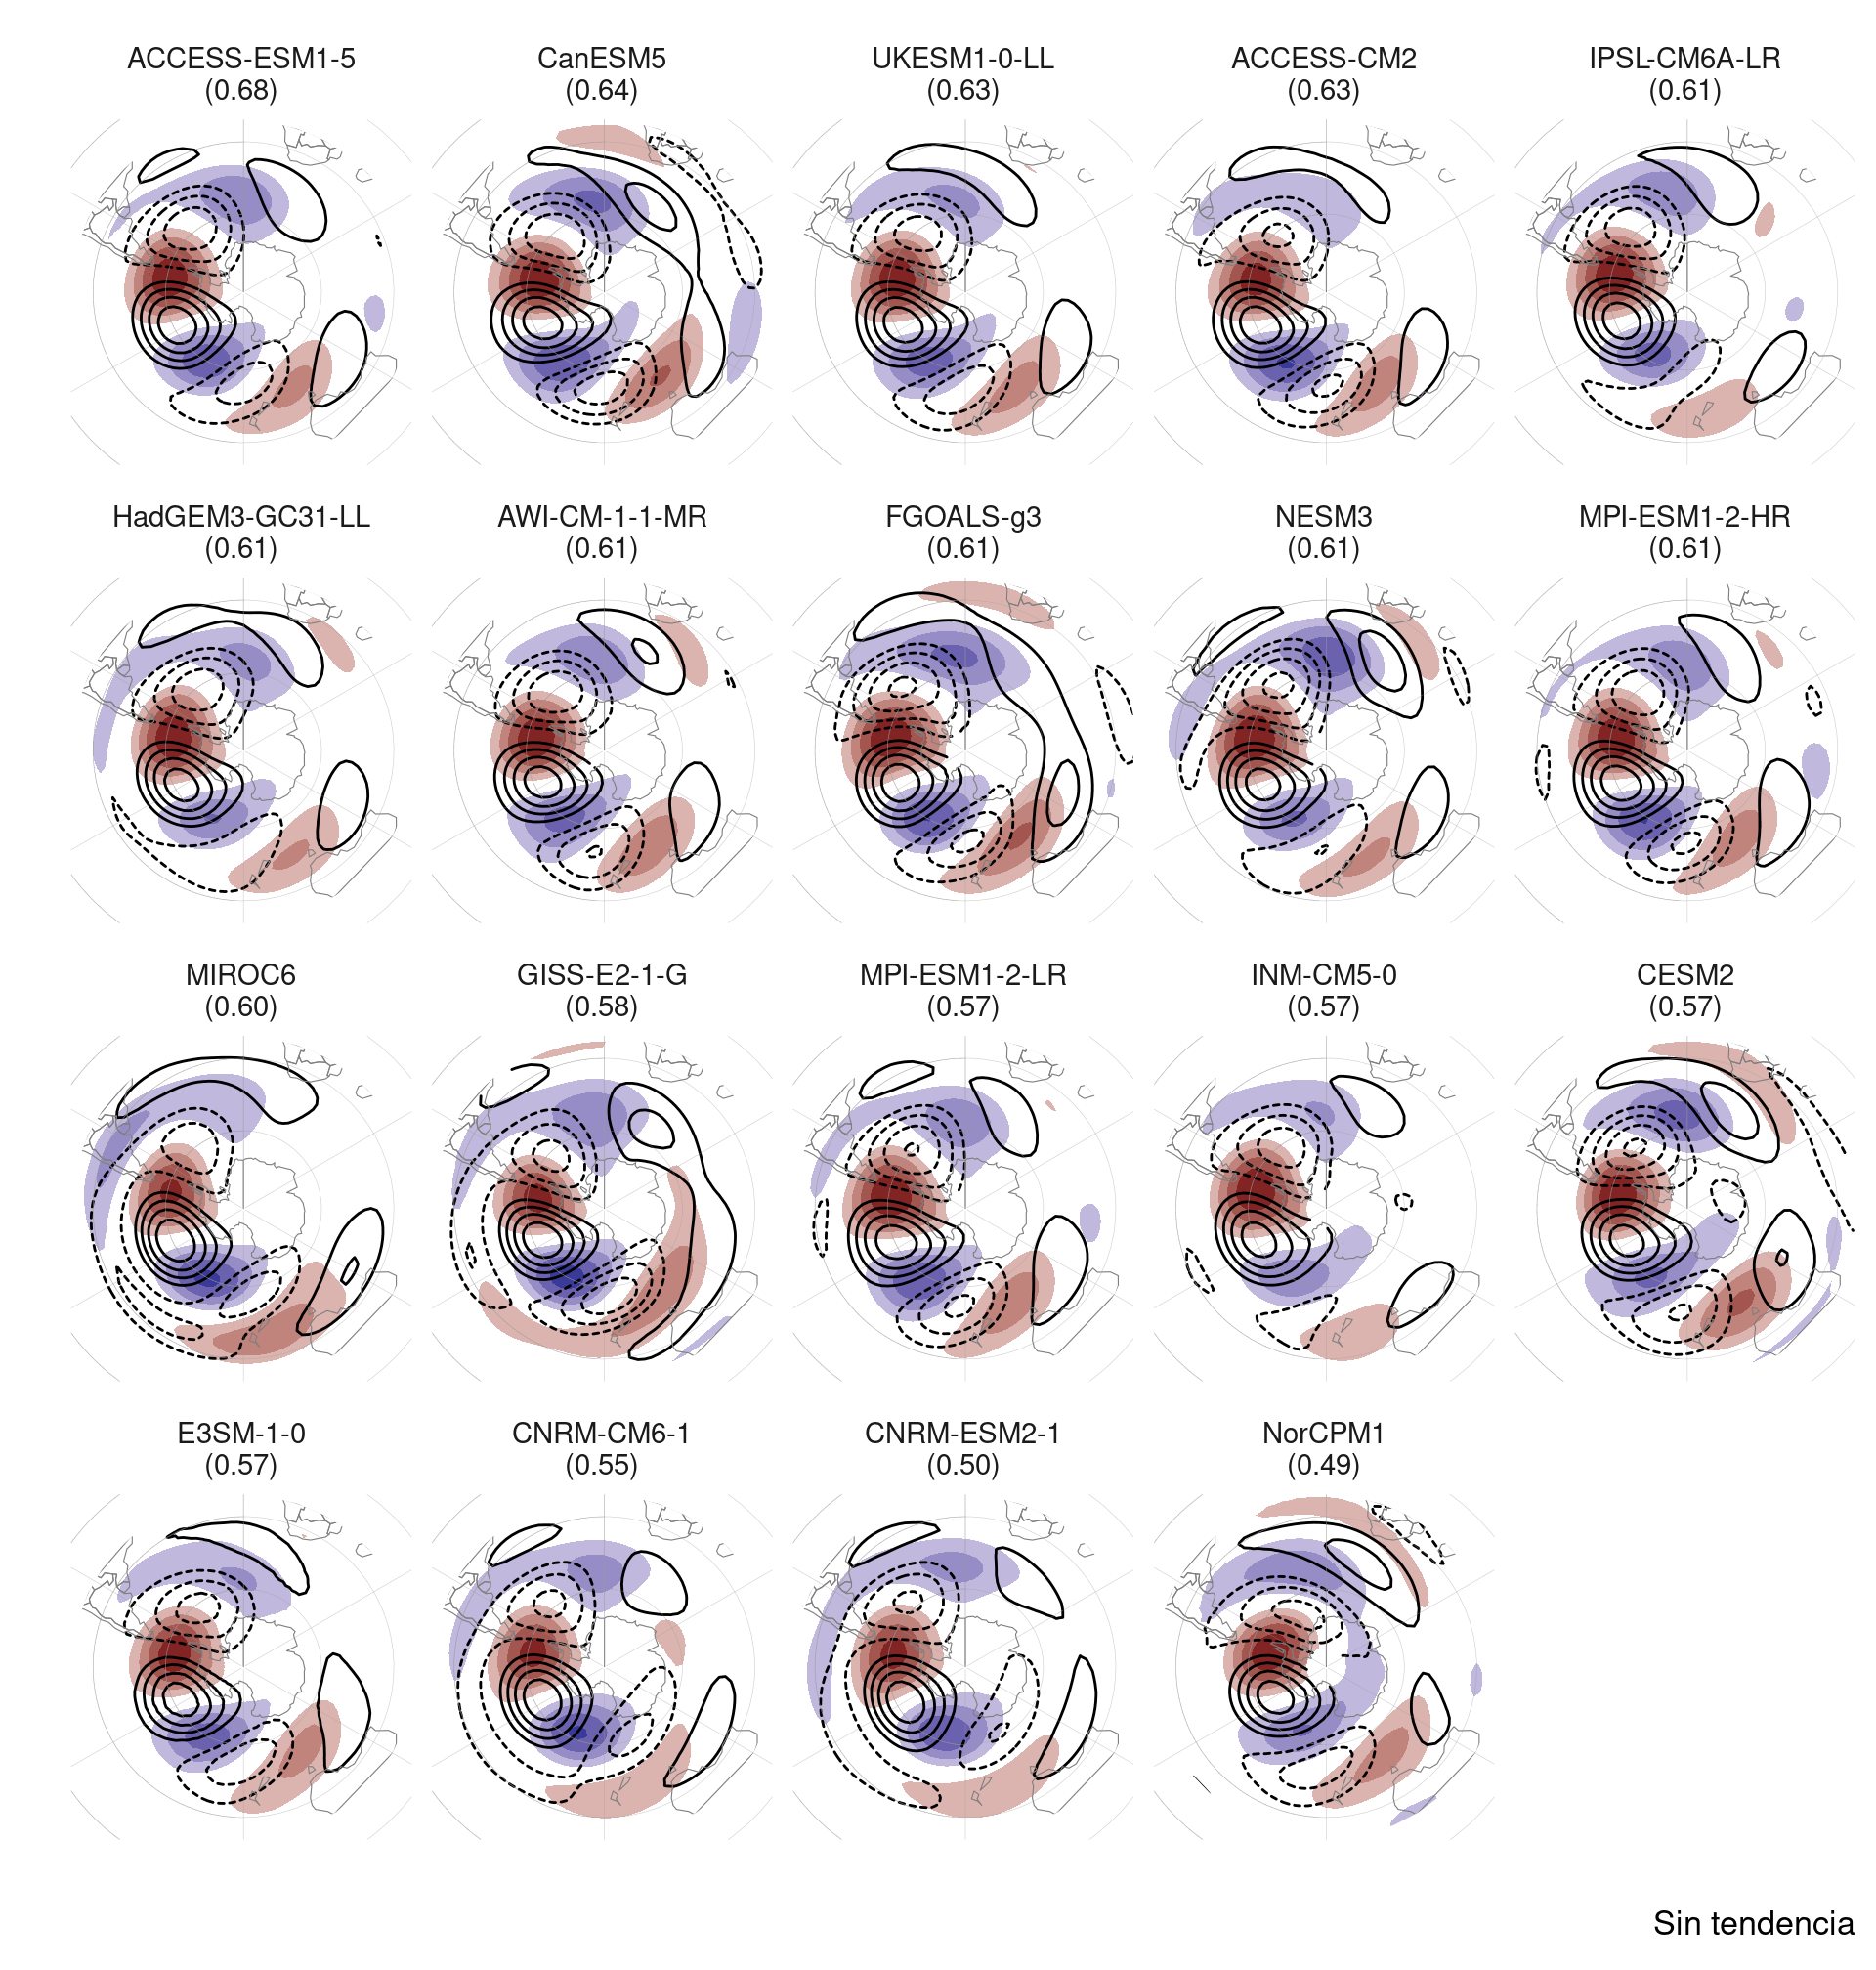 ACCESS-ESM1-5
(0.68)
CanESM5
(0.64)
UKESM1-0-LL
(0.63)
ACCESS-CM2
(0.63)
IPSL-CM6A-LR
(0.61)
HadGEM3-GC31-LL
(0.61)
AWI-CM-1-1-MR
(0.61)
FGOALS-g3
(0.61)
NESM3
(0.61)
MPI-ESM1-2-HR
(0.61)
MIROC6
(0.60)
GISS-E2-1-G
(0.58)
MPI-ESM1-2-LR
(0.57)
INM-CM5-0
(0.57)
CESM2
(0.57)
E3SM-1-0
(0.57)
CNRM-CM6-1
(0.55)
CNRM-ESM2-1
(0.50)
NorCPM1
(0.49)
Sin tendencia